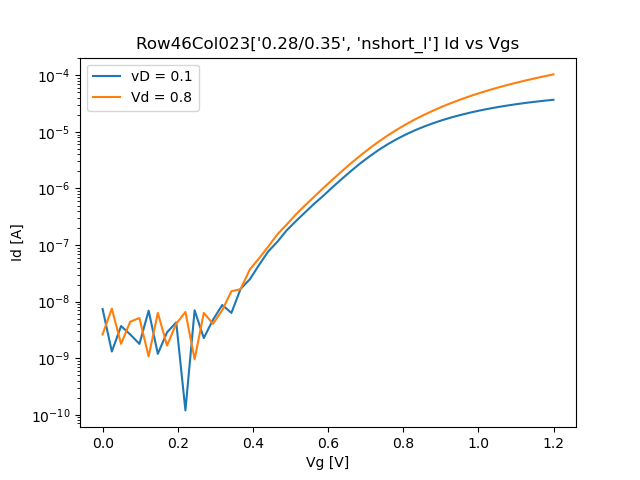 Row46Col023['0.28/0.35', 'nshort_l'] Id vs Vgs
vD = 0.1
Vd = 0.8
10⁻⁴
10⁻⁵
10⁻⁶
10⁻⁷
10⁻⁸
10⁻⁹
10⁻¹⁰
Id [A]
0.0 0.2 0.4 0.6 0.8 1.0 1.2
Vg [V]